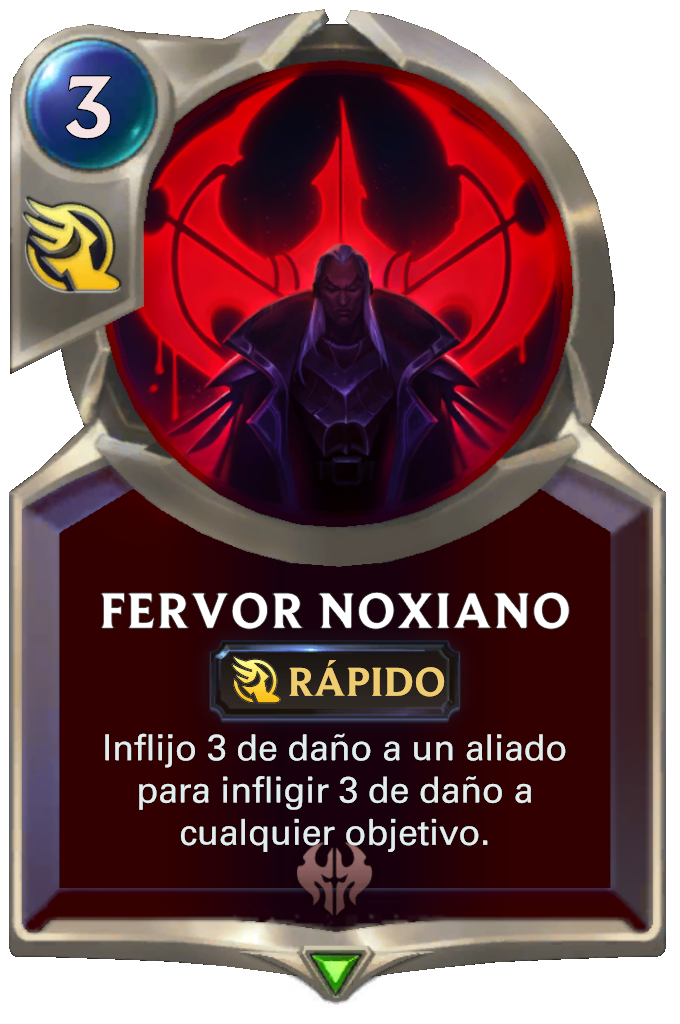 3
FERVOR NOXIANO
RÁPIDO
Inflijo 3 de daño a un aliado
para infligir 3 de daño a
cualquier objetivo.